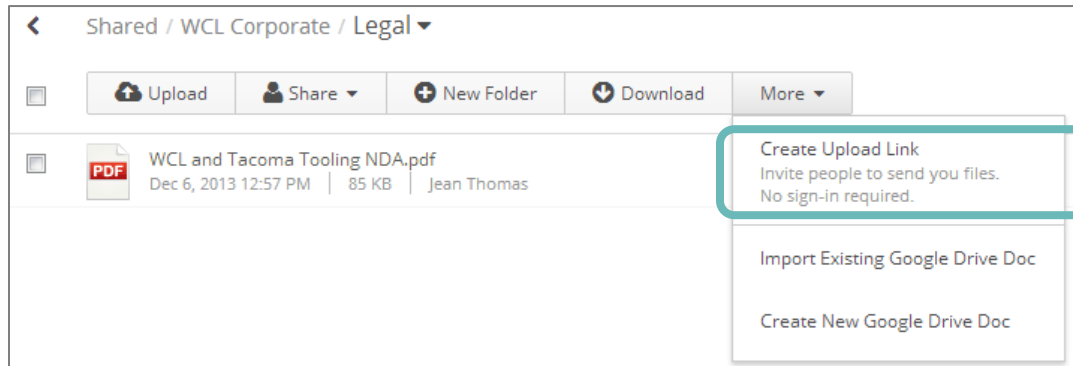 Shared / WCL Corporate / Legal
Upload Share New Folder Download More
PDF
WCL and Tacoma Tooling NDA.pdf
Dec 6, 2013 12:57 PM | 85 KB | Jean Thomas
Create Upload Link
Invite people to send you files.
No sign-in required.
Import Existing Google Drive Doc
Create New Google Drive Doc